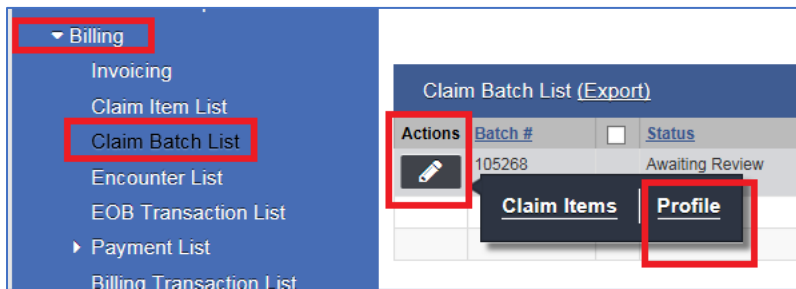 Billing
Invoicing
Claim Item List
Claim Batch List
Encounter List
EOB Transaction List
Payment List
Billing Transaction List
Claim Batch List (Export)
Actions Batch # Status
105268 Awaiting Review
Claim Items Profile